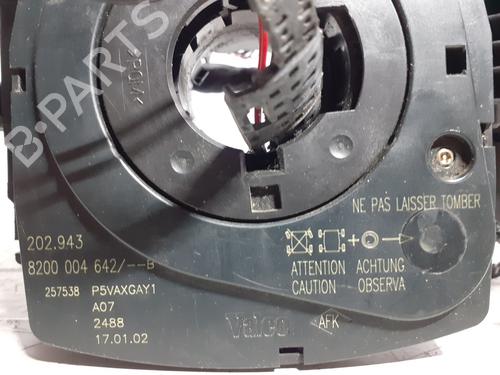 B-PARTS
>POM<
NE PAS LAISSER TOMBER
202.943
8200 004 642/--B
ATTENTION ACHTUNG
CAUTION OBSERVA
257538 P5VAXGAY1
A07
2488
17.01.02
Valeo
AFK